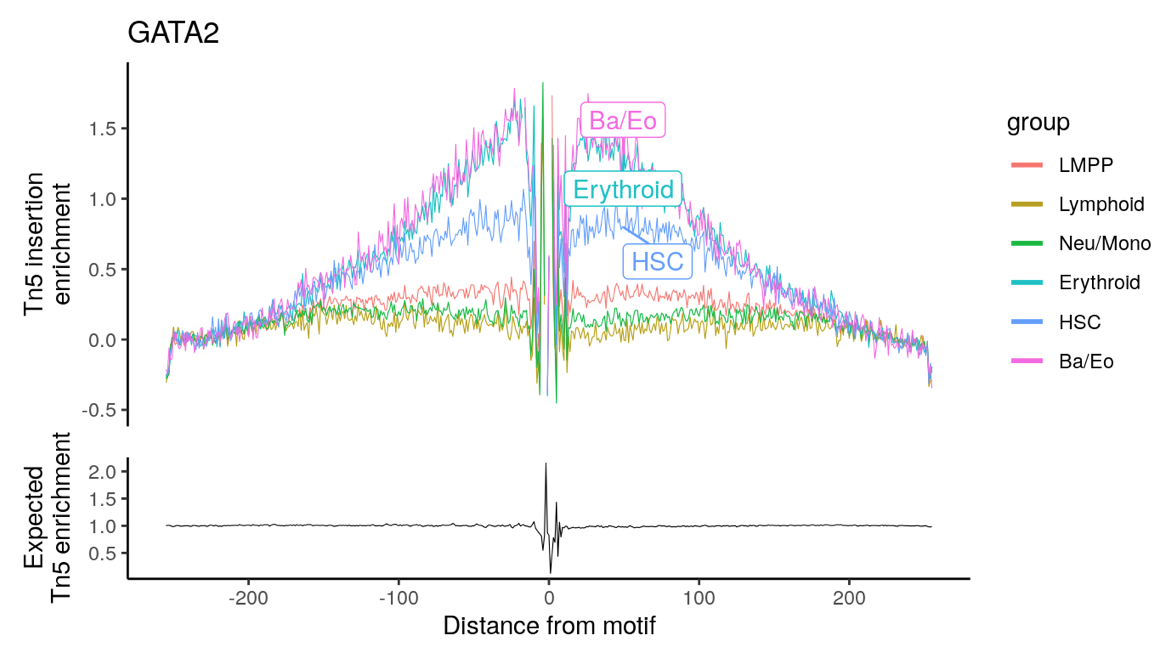 GATA2
Tn5 insertion
enrichment
1.5
1.0
0.5
0.0
-0.5
Ba/Eo
Erythroid
HSC
group
LMPP
Lymphoid
Neu/Mono
Erythroid
HSC
Ba/Eo
Expected
Tn5 enrichment
2.0
1.5
1.0
0.5
-200
-100
0
100
200
Distance from motif